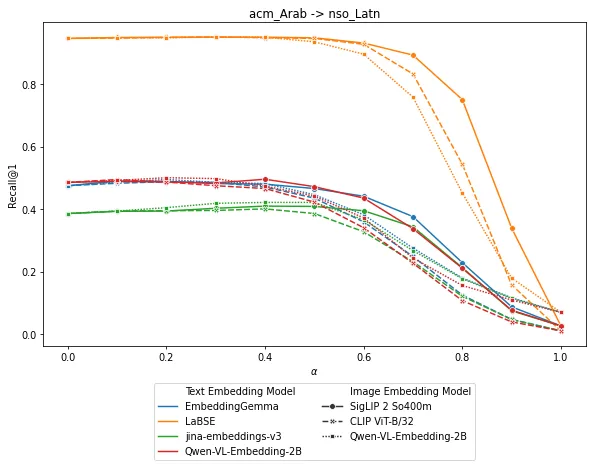 acm_Arab -> nso_Latn
Recall@1
0.8
0.6
0.4
0.2
0.0
0.0 0.2 0.4 0.6 0.8 1.0
α
Text Embedding Model Image Embedding Model
EmbeddingGemma SigLIP 2 So400m
LaBSE CLIP ViT-B/32
jina-embeddings-v3 Qwen-VL-Embedding-2B
Qwen-VL-Embedding-2B